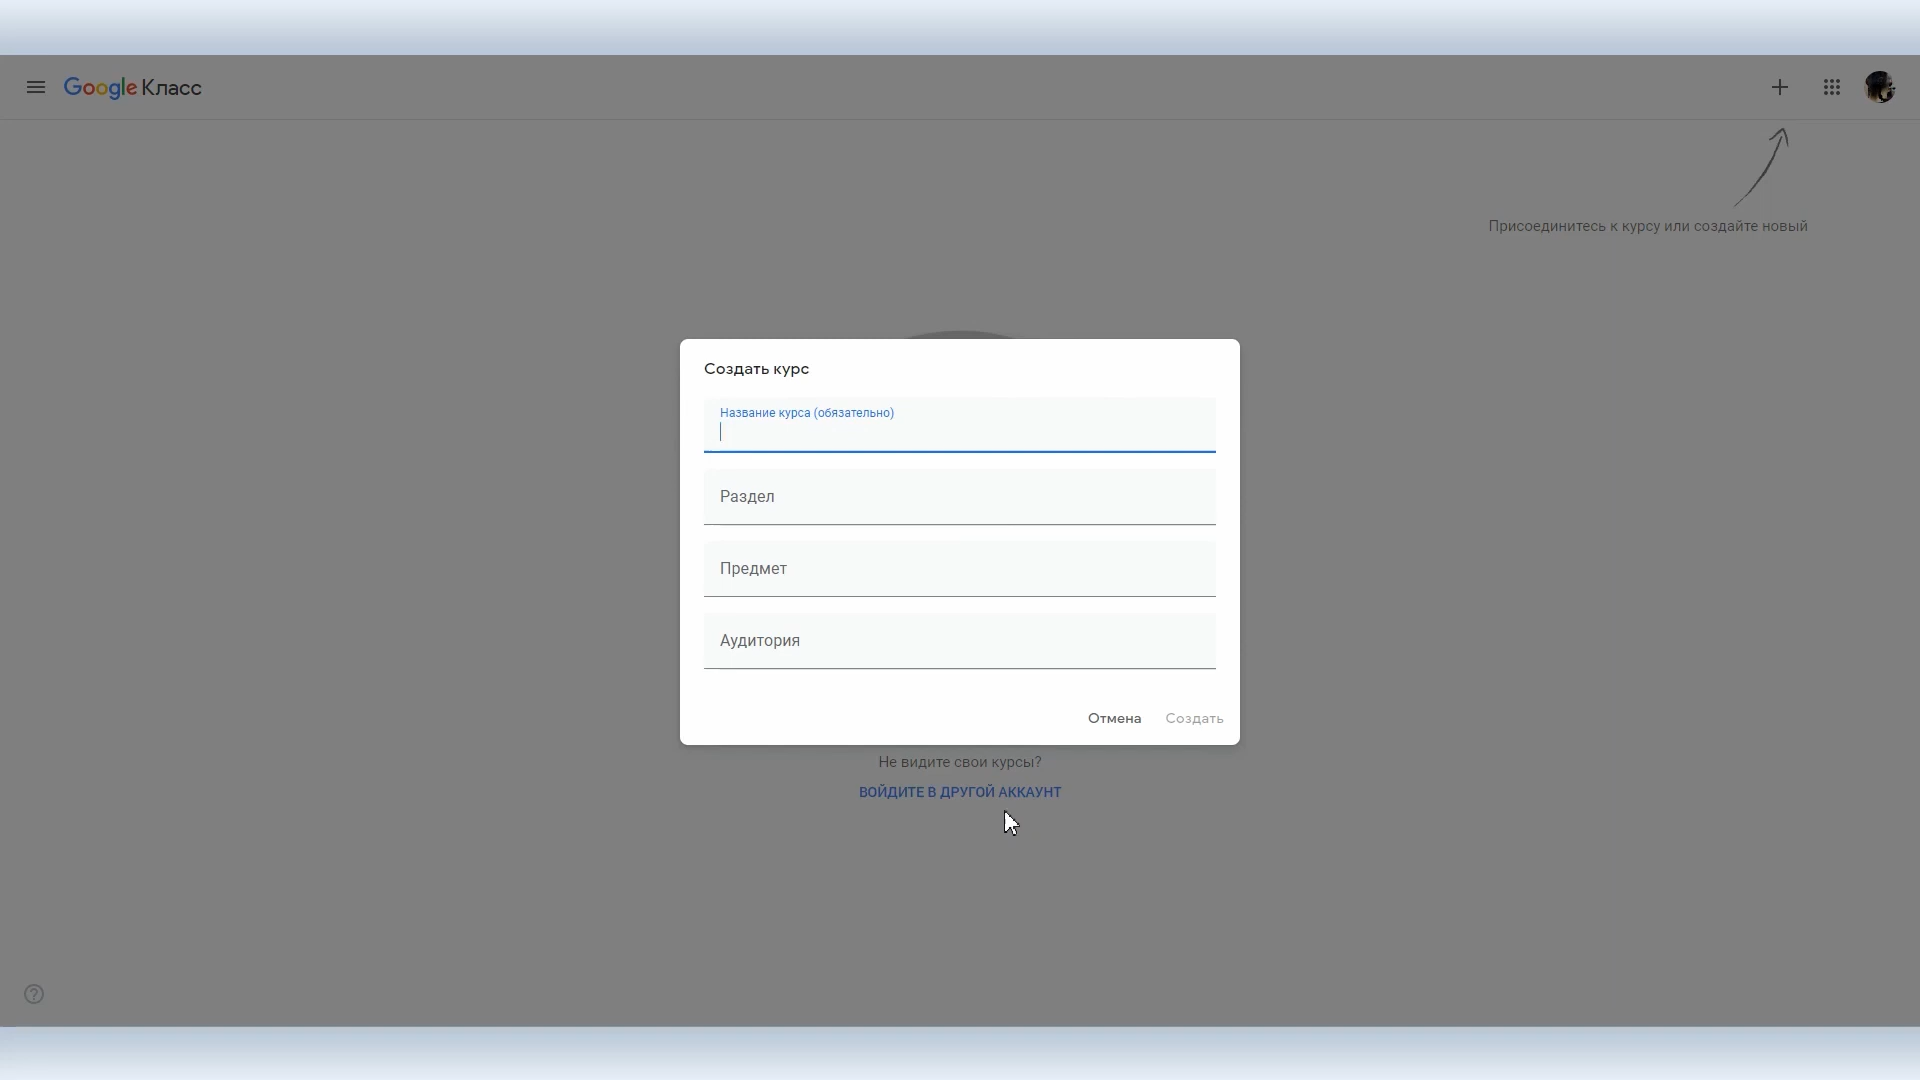 Google Класс
Присоединитесь к курсу или создайте новый
Создать курс
Название курса (обязательно)
Раздел
Предмет
Аудитория
Отмена Создать
Не видите свои курсы?
ВОЙДИТЕ В ДРУГОЙ АККАУНТ